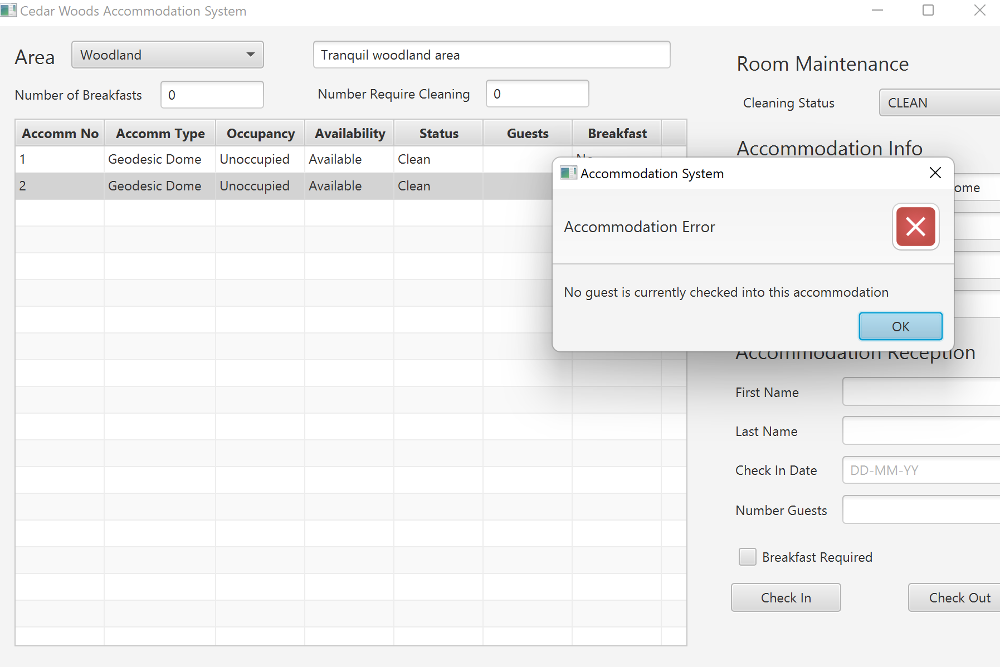 Cedar Woods Accommodation System
Area
Woodland
Tranquil woodland area
Number of Breakfasts
0
Number Require Cleaning
0
Room Maintenance
Cleaning Status
CLEAN
Accomm No
Accomm Type
Occupancy
Availability
Status
Guests
Breakfast
1
Geodesic Dome
Unoccupied
Available
Clean
2
Geodesic Dome
Unoccupied
Available
Clean
Accommodation Info
ome
Accommodation System
Accommodation Error
No guest is currently checked into this accommodation
OK
Accommodation Reception
First Name
Last Name
Check In Date
DD-MM-YY
Number Guests
Breakfast Required
Check In
Check Out